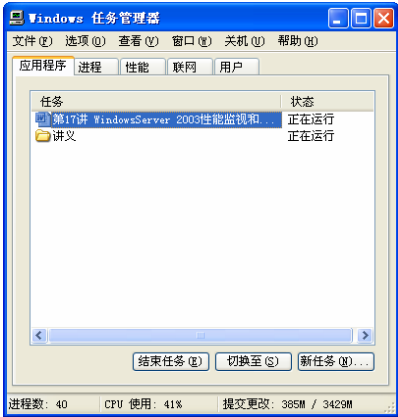 Windows 任务管理器
文件(F) 选项(O) 查看(V) 窗口(W) 关机(U) 帮助(H)
应用程序 进程 性能 联网 用户
任务 状态
第17讲 WindowsServer 2003性能监视和... 正在运行
讲义 正在运行
结束任务(E) 切换至(S) 新任务(N)...
进程数: 40 CPU 使用: 41% 提交更改: 385M / 3429M